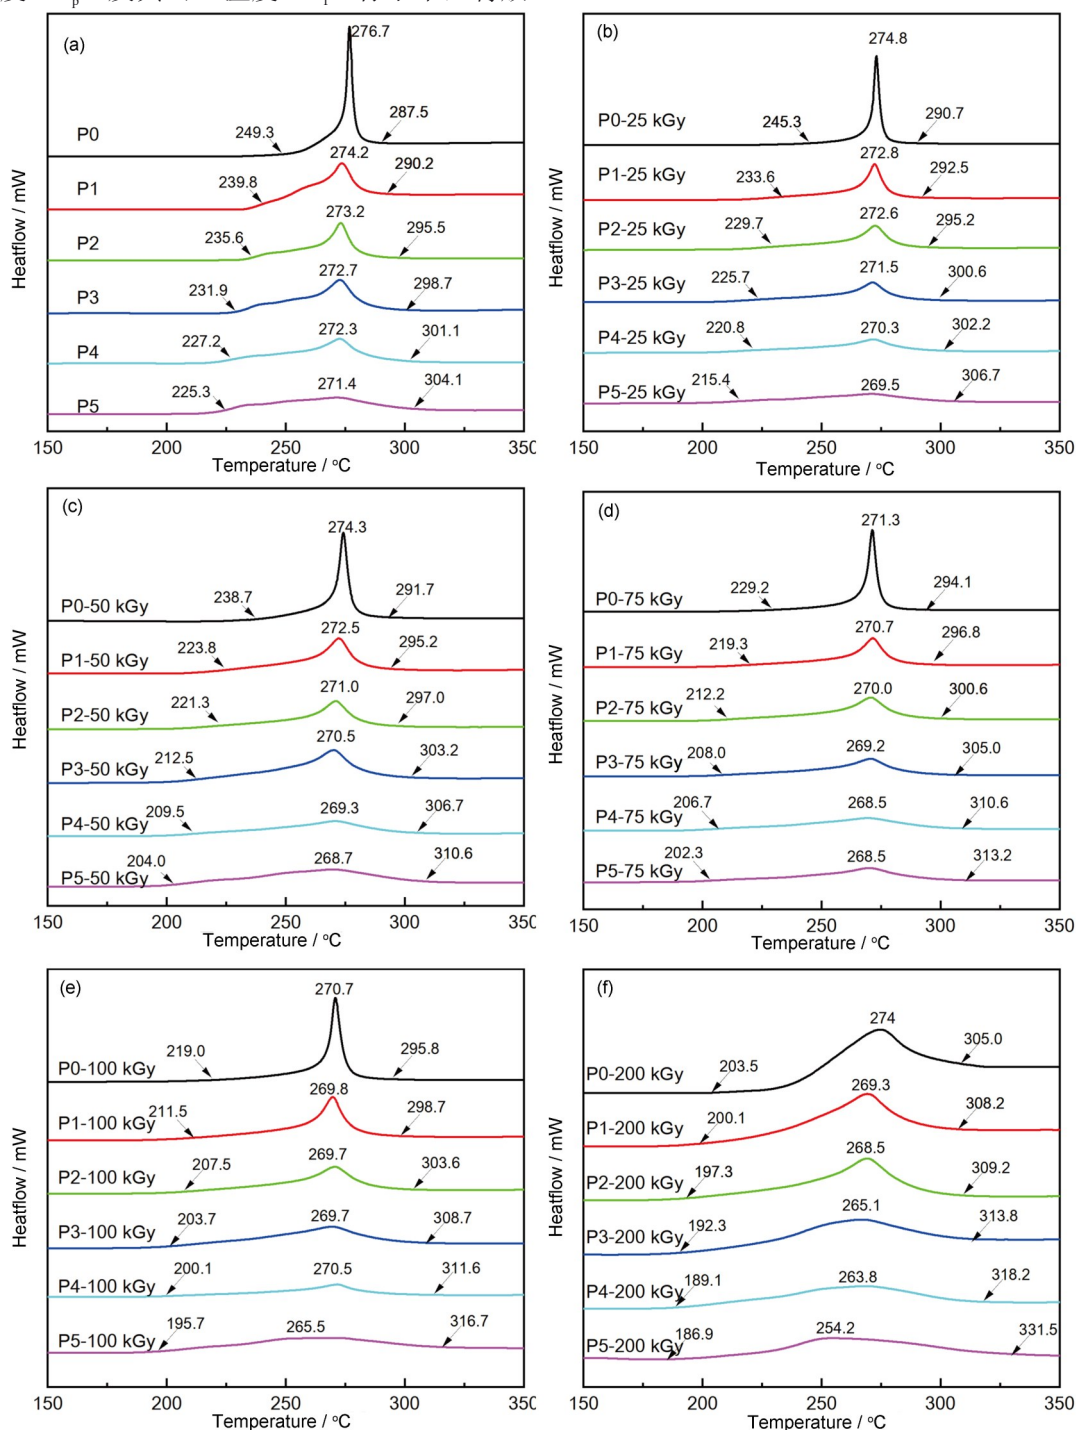 (a)
276.7
P0
249.3
287.5
274.2
P1
239.8
290.2
273.2
P2
235.6
295.5
272.7
P3
231.9
298.7
272.3
P4
227.2
301.1
271.4
P5
225.3
304.1
Heatflow / mW
150 200 250 300 350
Temperature / °C
(b)
274.8
P0-25 kGy
245.3
290.7
272.8
P1-25 kGy
233.6
292.5
272.6
P2-25 kGy
229.7
295.2
271.5
P3-25 kGy
225.7
300.6
270.3
P4-25 kGy
220.8
302.2
269.5
P5-25 kGy
215.4
306.7
Heatflow / mW
150 200 250 300 350
Temperature / °C
(c)
274.3
P0-50 kGy
238.7
291.7
272.5
P1-50 kGy
223.8
295.2
271.0
P2-50 kGy
221.3
297.0
270.5
P3-50 kGy
212.5
303.2
269.3
P4-50 kGy
209.5
306.7
268.7
P5-50 kGy
204.0
310.6
Heatflow / mW
150 200 250 300 350
Temperature / °C
(d)
271.3
P0-75 kGy
229.2
294.1
270.7
P1-75 kGy
219.3
296.8
270.0
P2-75 kGy
212.2
300.6
269.2
P3-75 kGy
208.0
305.0
268.5
P4-75 kGy
206.7
310.6
268.5
P5-75 kGy
202.3
313.2
Heatflow / mW
150 200 250 300 350
Temperature / °C
(e)
270.7
P0-100 kGy
219.0
295.8
269.8
P1-100 kGy
211.5
298.7
269.7
P2-100 kGy
207.5
303.6
269.7
P3-100 kGy
203.7
308.7
270.5
P4-100 kGy
200.1
311.6
265.5
P5-100 kGy
195.7
316.7
Heatflow / mW
150 200 250 300 350
Temperature / °C
(f)
274
P0-200 kGy
203.5
305.0
269.3
P1-200 kGy
200.1
308.2
268.5
P2-200 kGy
197.3
309.2
265.1
P3-200 kGy
192.3
313.8
263.8
P4-200 kGy
189.1
318.2
254.2
P5-200 kGy
186.9
331.5
Heatflow / mW
150 200 250 300 350
Temperature / °C